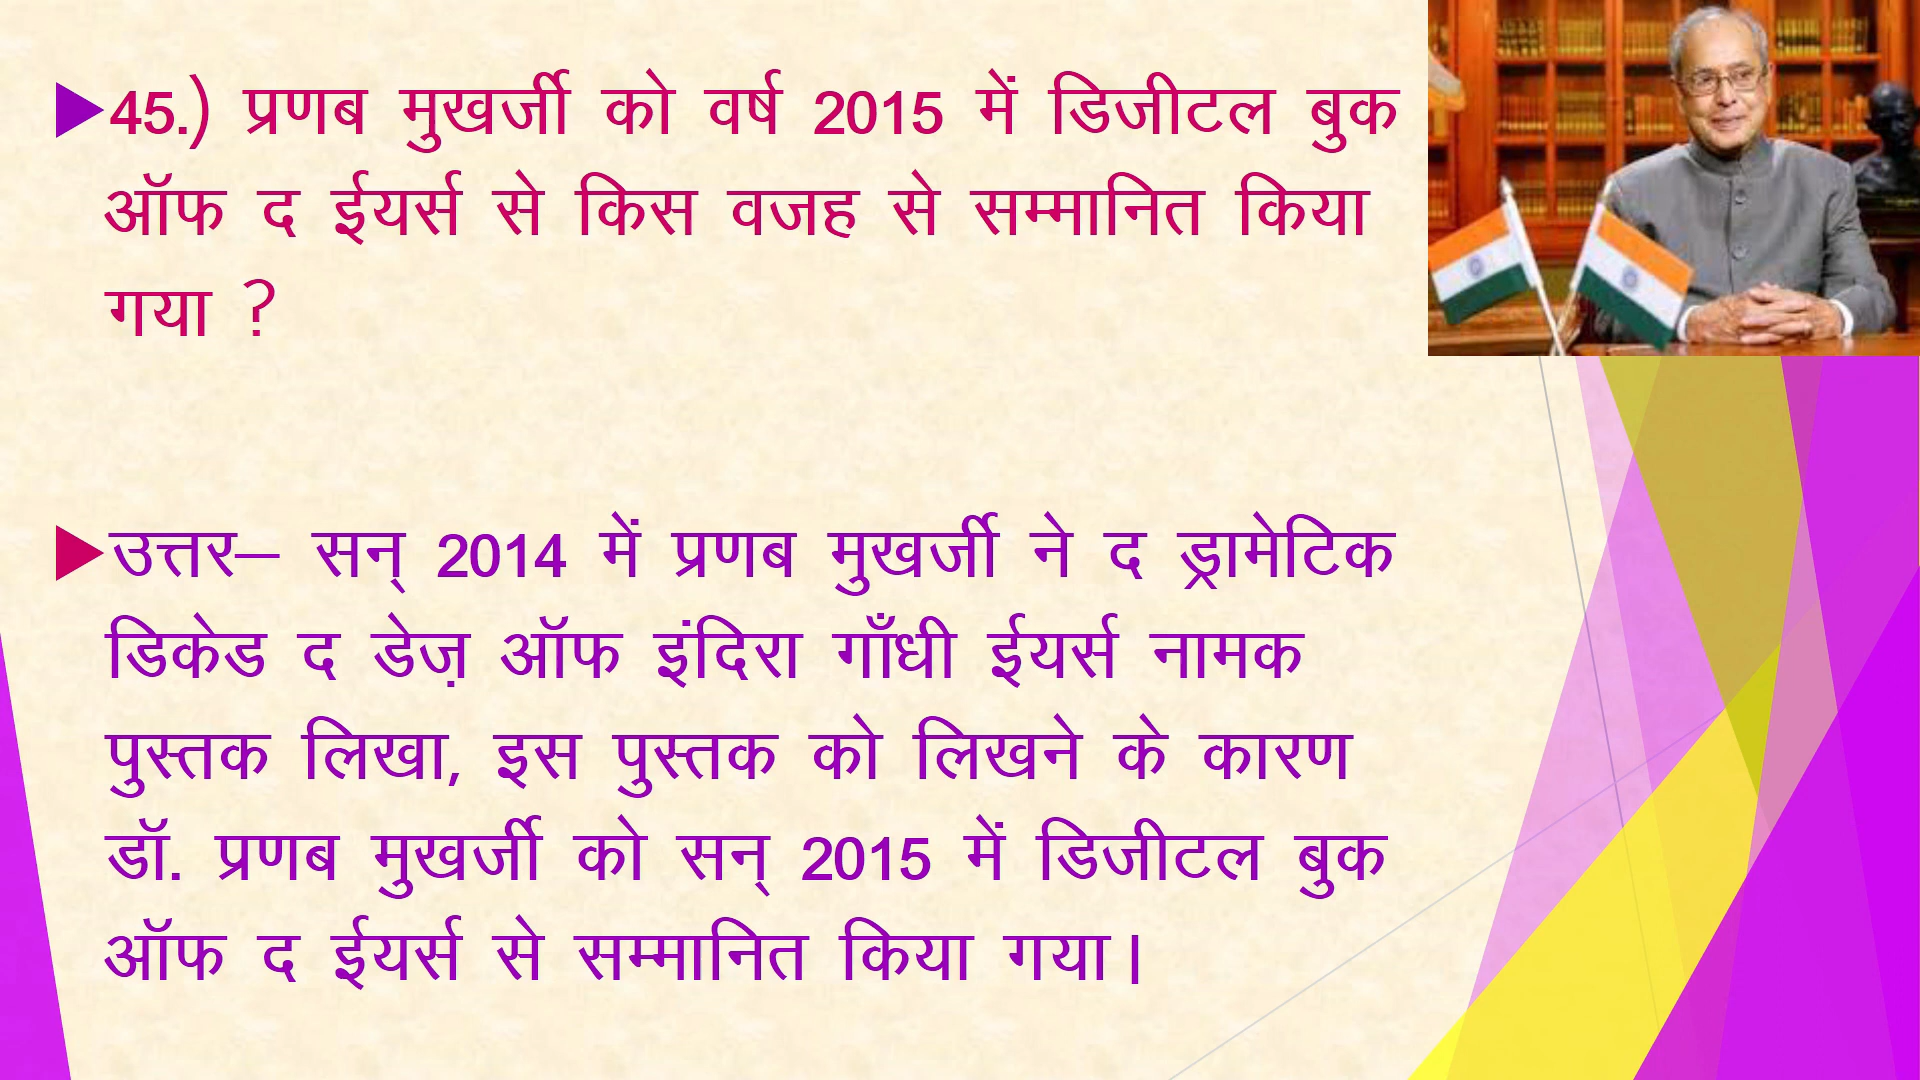 45.) प्रणब मुखर्जी को वर्ष 2015 में डिजीटल बुक
ऑफ द ईयर्स से किस वजह से सम्मानित किया
गया ?
उत्तर– सन् 2014 में प्रणब मुखर्जी ने द ड्रामेटिक
डिकेड द डेज़ ऑफ इंदिरा गाँधी ईयर्स नामक
पुस्तक लिखा, इस पुस्तक को लिखने के कारण
डॉ. प्रणब मुखर्जी को सन् 2015 में डिजीटल बुक
ऑफ द ईयर्स से सम्मानित किया गया।